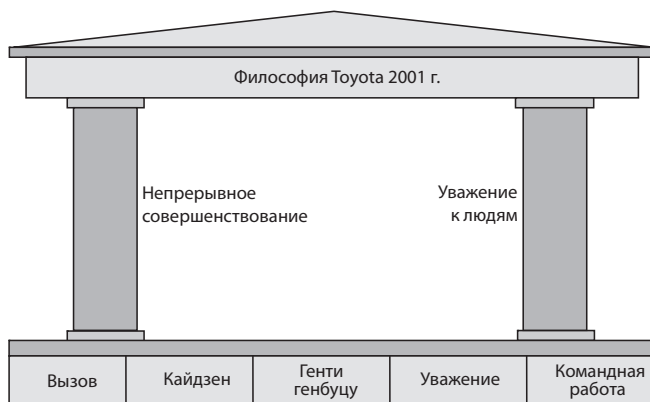 Философия Toyota 2001 г.
Непрерывное
совершенствование
Уважение
к людям
Вызов
Кайдзен
Генти
генбуцу
Уважение
Командная
работа